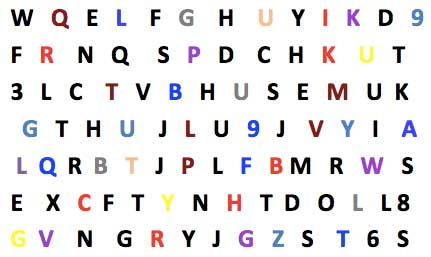 W Q E L F G H U Y I K D 9
F R N Q S P D C H K U T
3 L C T V B H U S E M U K
G T H U J L U 9 J V Y I A
L Q R B T J P L F B M R W S
E X C F T Y N H T D O L L 8
G V N G R Y J G Z S T 6 S